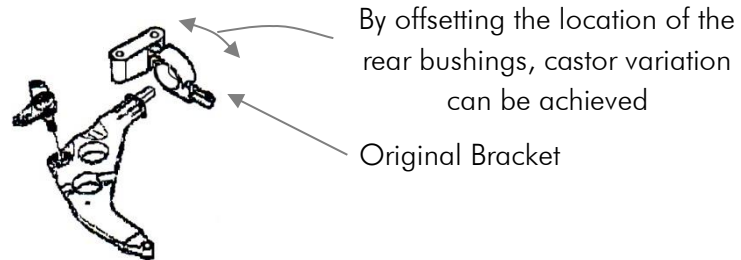 By offsetting the location of the
rear bushings, castor variation
can be achieved
Original Bracket